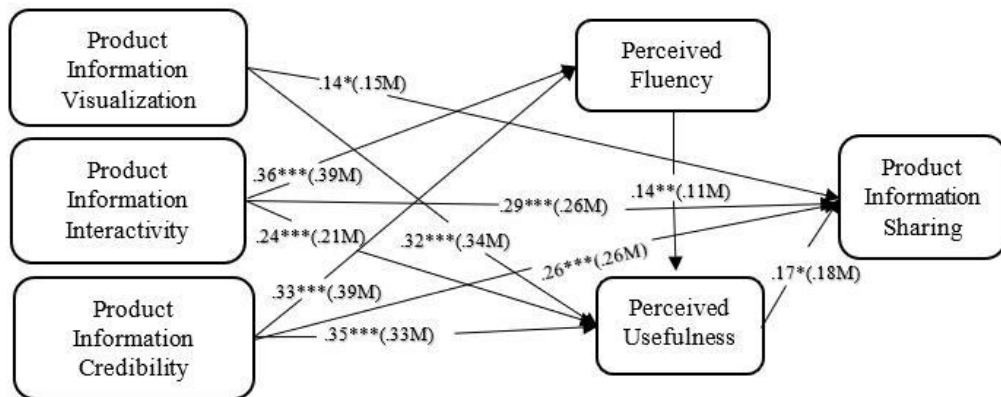 Product
Information
Visualization
Perceived
Fluency
.14*(.15M)
Product
Information
Interactivity
.36***(.39M)
.29***(.26M)
.14**(.11M)
Product
Information
Sharing
.24***(.21M)
.32***(.34M)
.26***(.26M)
.17*(.18M)
Product
Information
Credibility
.33***(.39M)
.35***(.33M)
Perceived
Usefulness